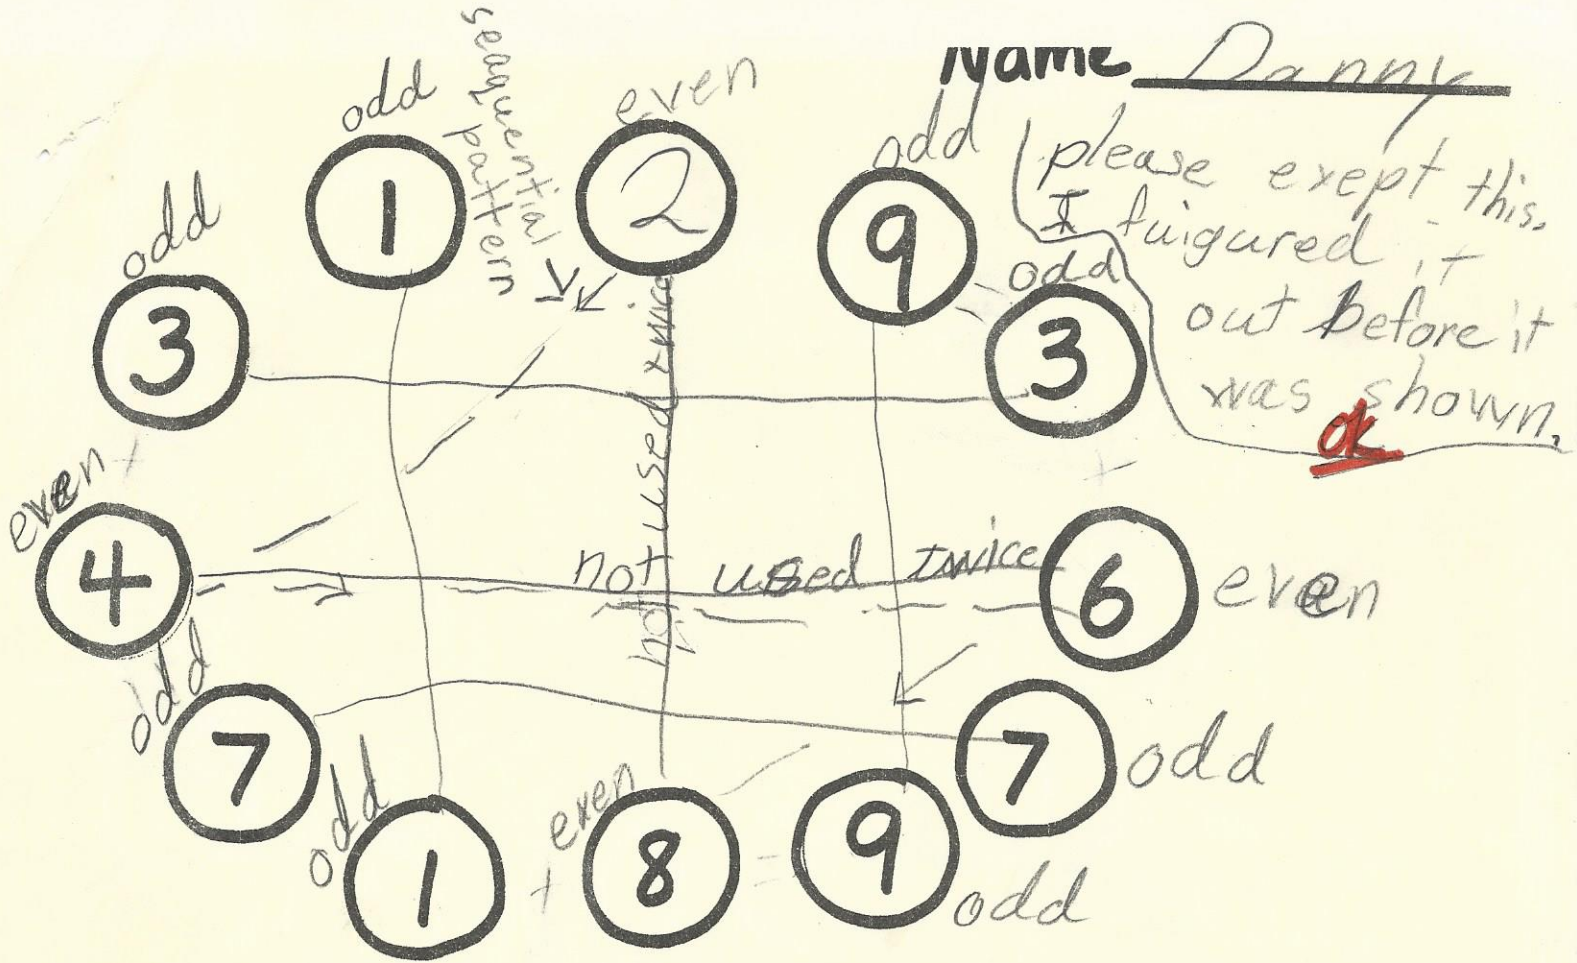 Name Danny
please exept this.
I fuigured it
out before it
was shown.
ok
seaquential
pattern
odd
1
even
2
odd
9
odd
3
odd
3
even
4
not used twice
not used twice
6
even
odd
7
7
odd
odd
1
+
even
8
=
9
odd